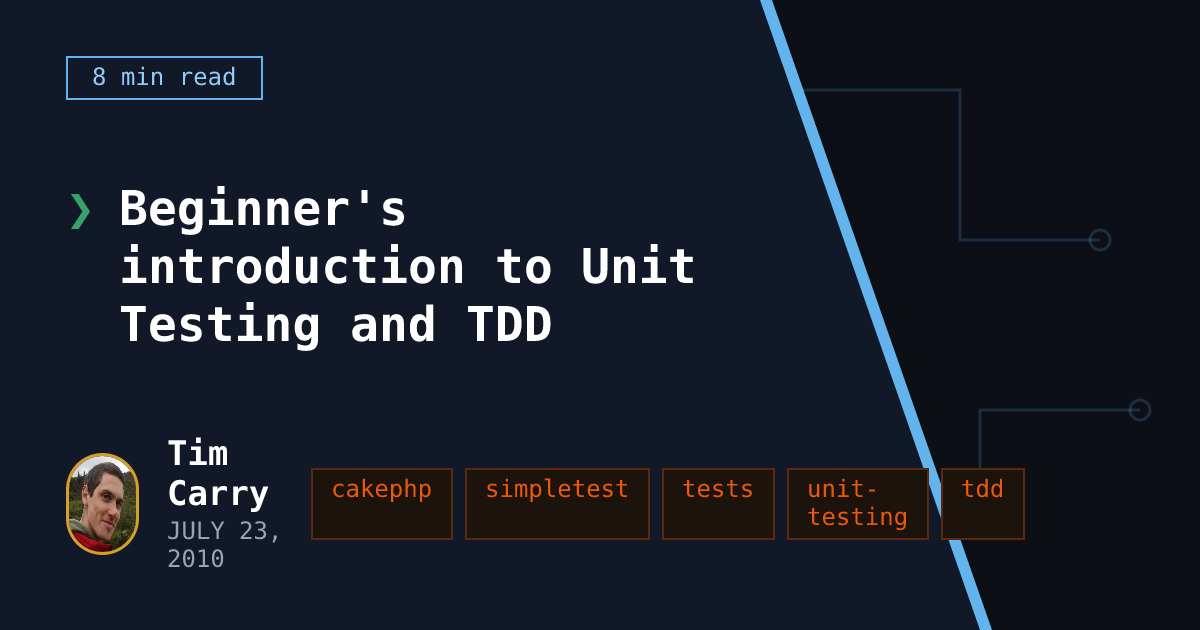 8 min read
❯ Beginner's
introduction to Unit
Testing and TDD
Tim
Carry
JULY 23,
2010
cakephp
simpletest
tests
unit-
testing
tdd